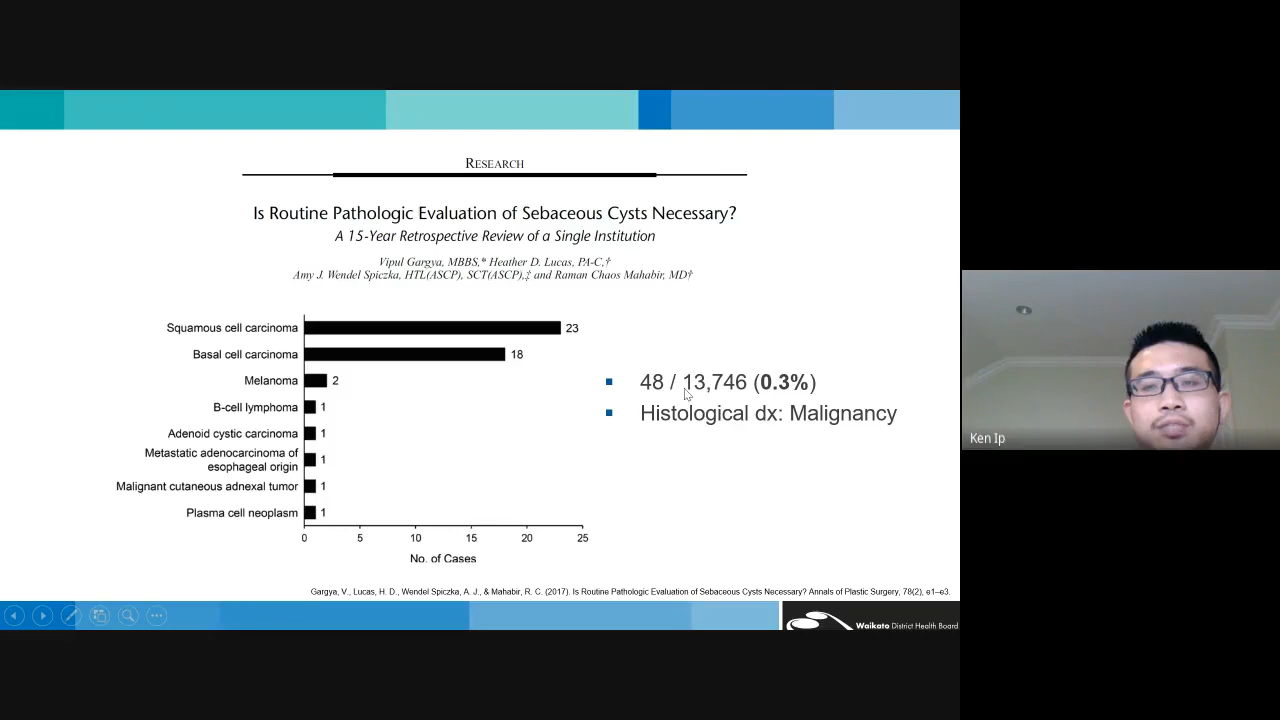 RESEARCH
Is Routine Pathologic Evaluation of Sebaceous Cysts Necessary?
A 15-Year Retrospective Review of a Single Institution
Vipul Gargya, MBBS,* Heather D. Lucas, PA-C,†
Amy J. Wendel Spiczka, HTL(ASCP), SCT(ASCP),‡ and Raman Chaos Mahabir, MD†
Squamous cell carcinoma 23
Basal cell carcinoma 18
Melanoma 2
B-cell lymphoma 1
Adenoid cystic carcinoma 1
Metastatic adenocarcinoma of
esophageal origin 1
Malignant cutaneous adnexal tumor 1
Plasma cell neoplasm 1
0 5 10 15 20 25
No. of Cases
48 / 13,746 (0.3%)
Histological dx: Malignancy
Gargya, V., Lucas, H. D., Wendel Spiczka, A. J., & Mahabir, R. C. (2017). Is Routine Pathologic Evaluation of Sebaceous Cysts Necessary? Annals of Plastic Surgery, 78(2), e1–e3.
Waikato District Health Board
Ken Ip